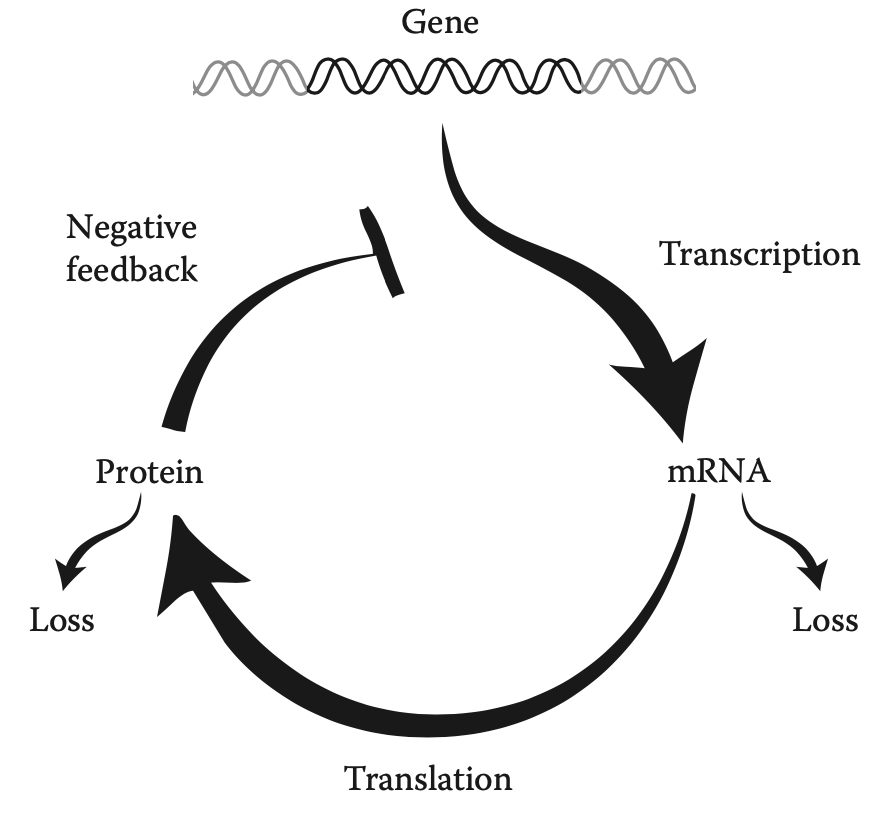 Gene
Negative
feedback
Transcription
Protein
mRNA
Loss
Loss
Translation